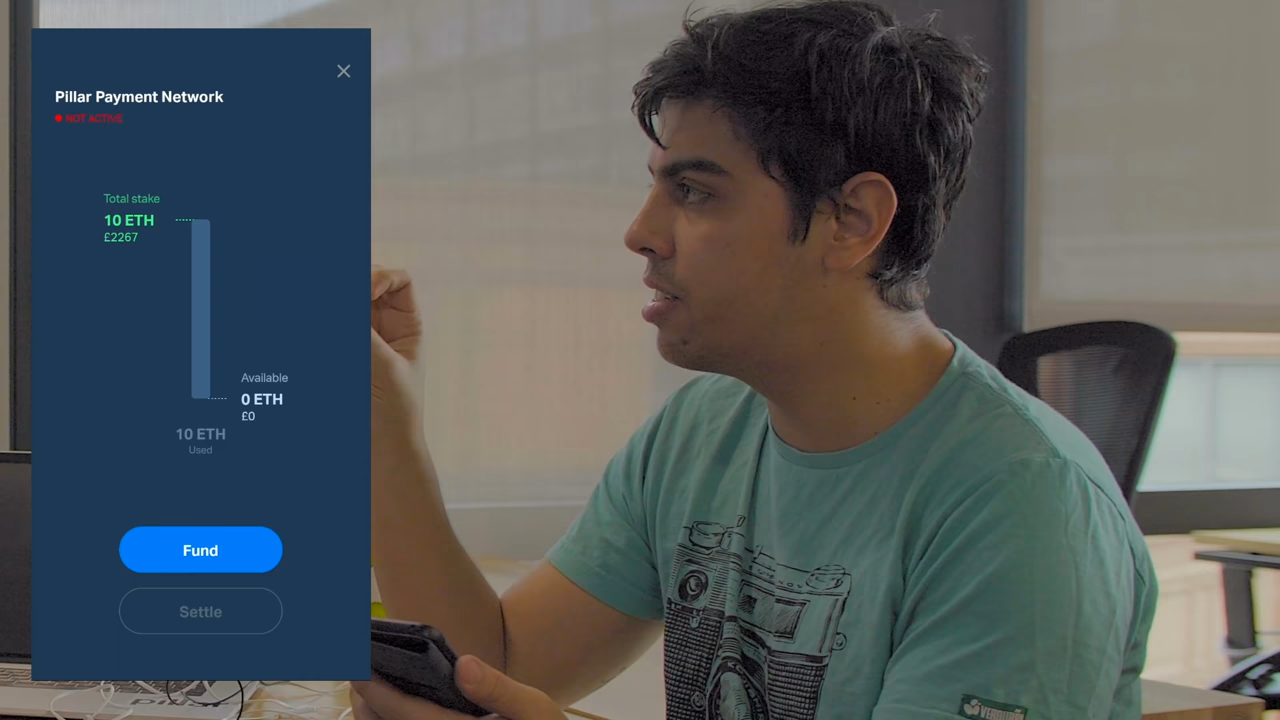 Pillar Payment Network
NOT ACTIVE
Total stake
10 ETH
£2267
Available
0 ETH
£0
10 ETH
Used
Fund
Settle